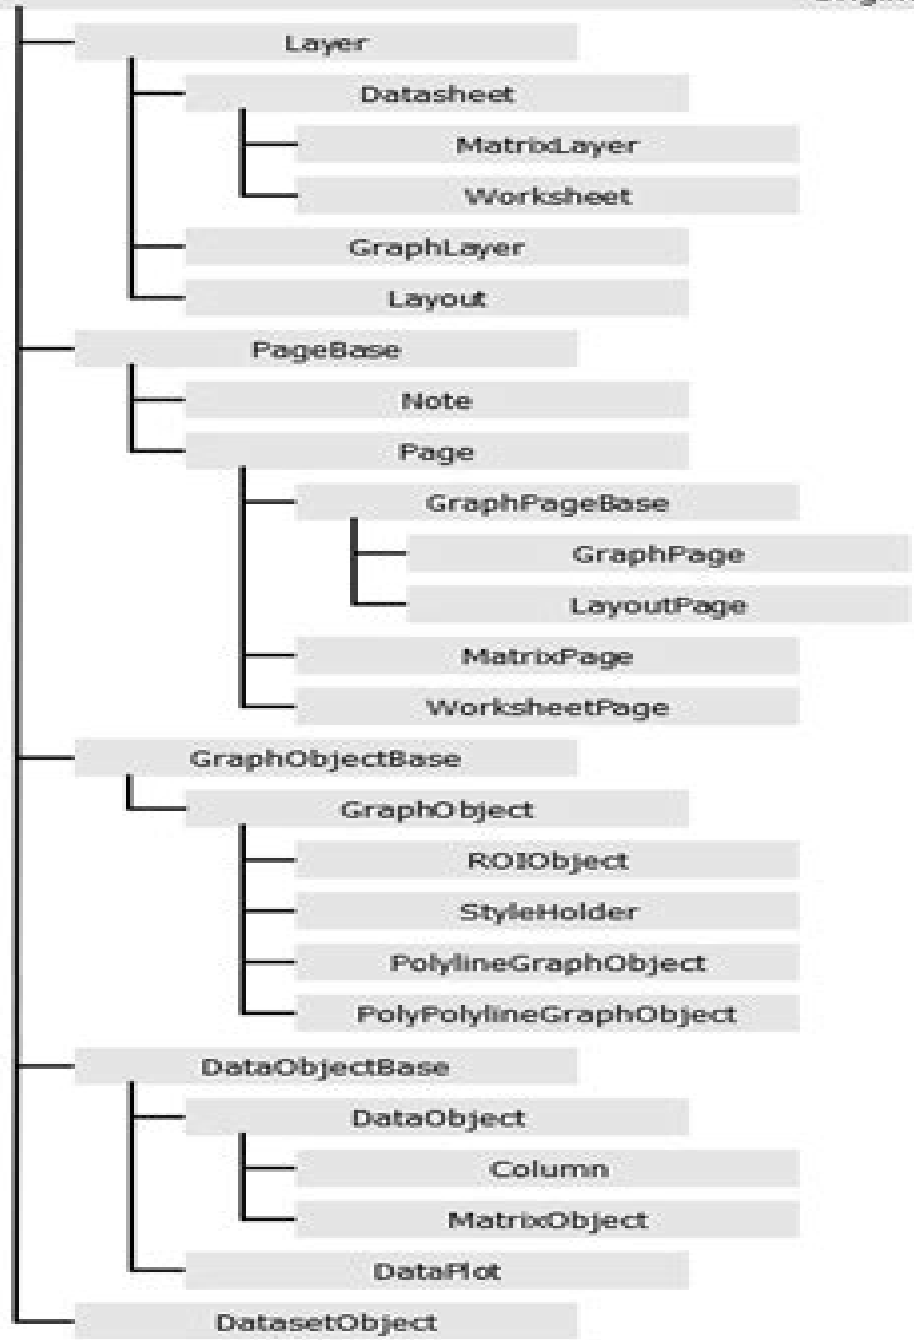 Layer
Datasheet
MatrixLayer
Worksheet
GraphLayer
Layout
PageBase
Note
Page
GraphPageBase
GraphPage
LayoutPage
MatrixPage
WorksheetPage
GraphObjectBase
GraphObject
ROIObject
StyleHolder
PolylineGraphObject
PolyPolylineGraphObject
DataObjectBase
DataObject
Column
MatrixObject
DataPlot
DatasetObject